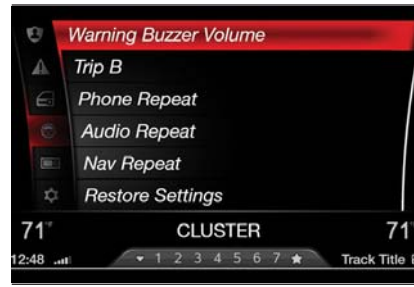 Warning Buzzer Volume
Trip B
Phone Repeat
Audio Repeat
Nav Repeat
Restore Settings
71°F CLUSTER 71
12:48 1 2 3 4 5 6 7 Track Title